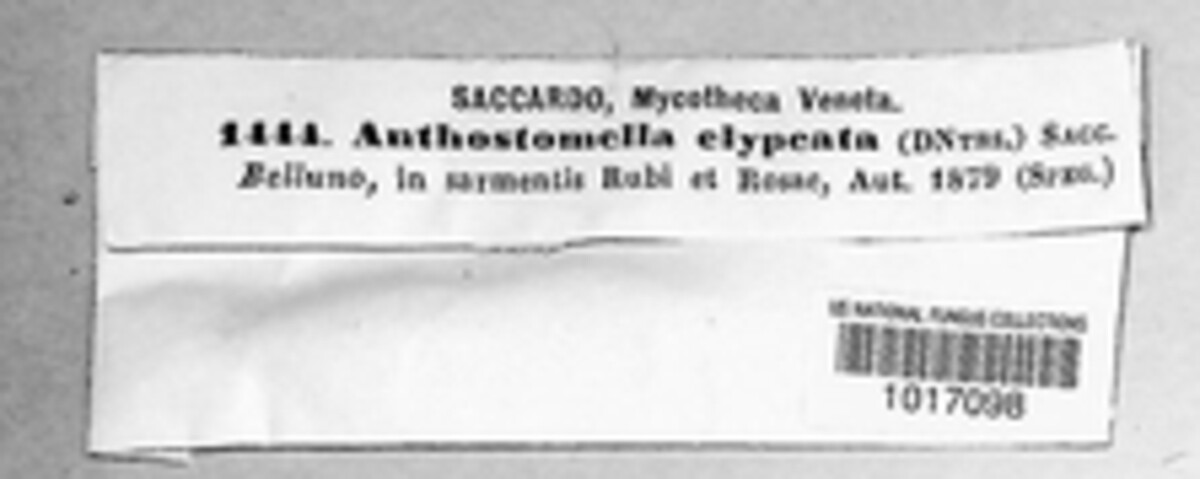 SACCARDO, Mycotheca Veneta.
1444. Anthostomella clypeata (DNTRS.) SACC.
Belluno, in sarmentis Rubi et Rosae, Aut. 1879 (SPEG.)
US NATIONAL FUNGUS COLLECTIONS
1017098